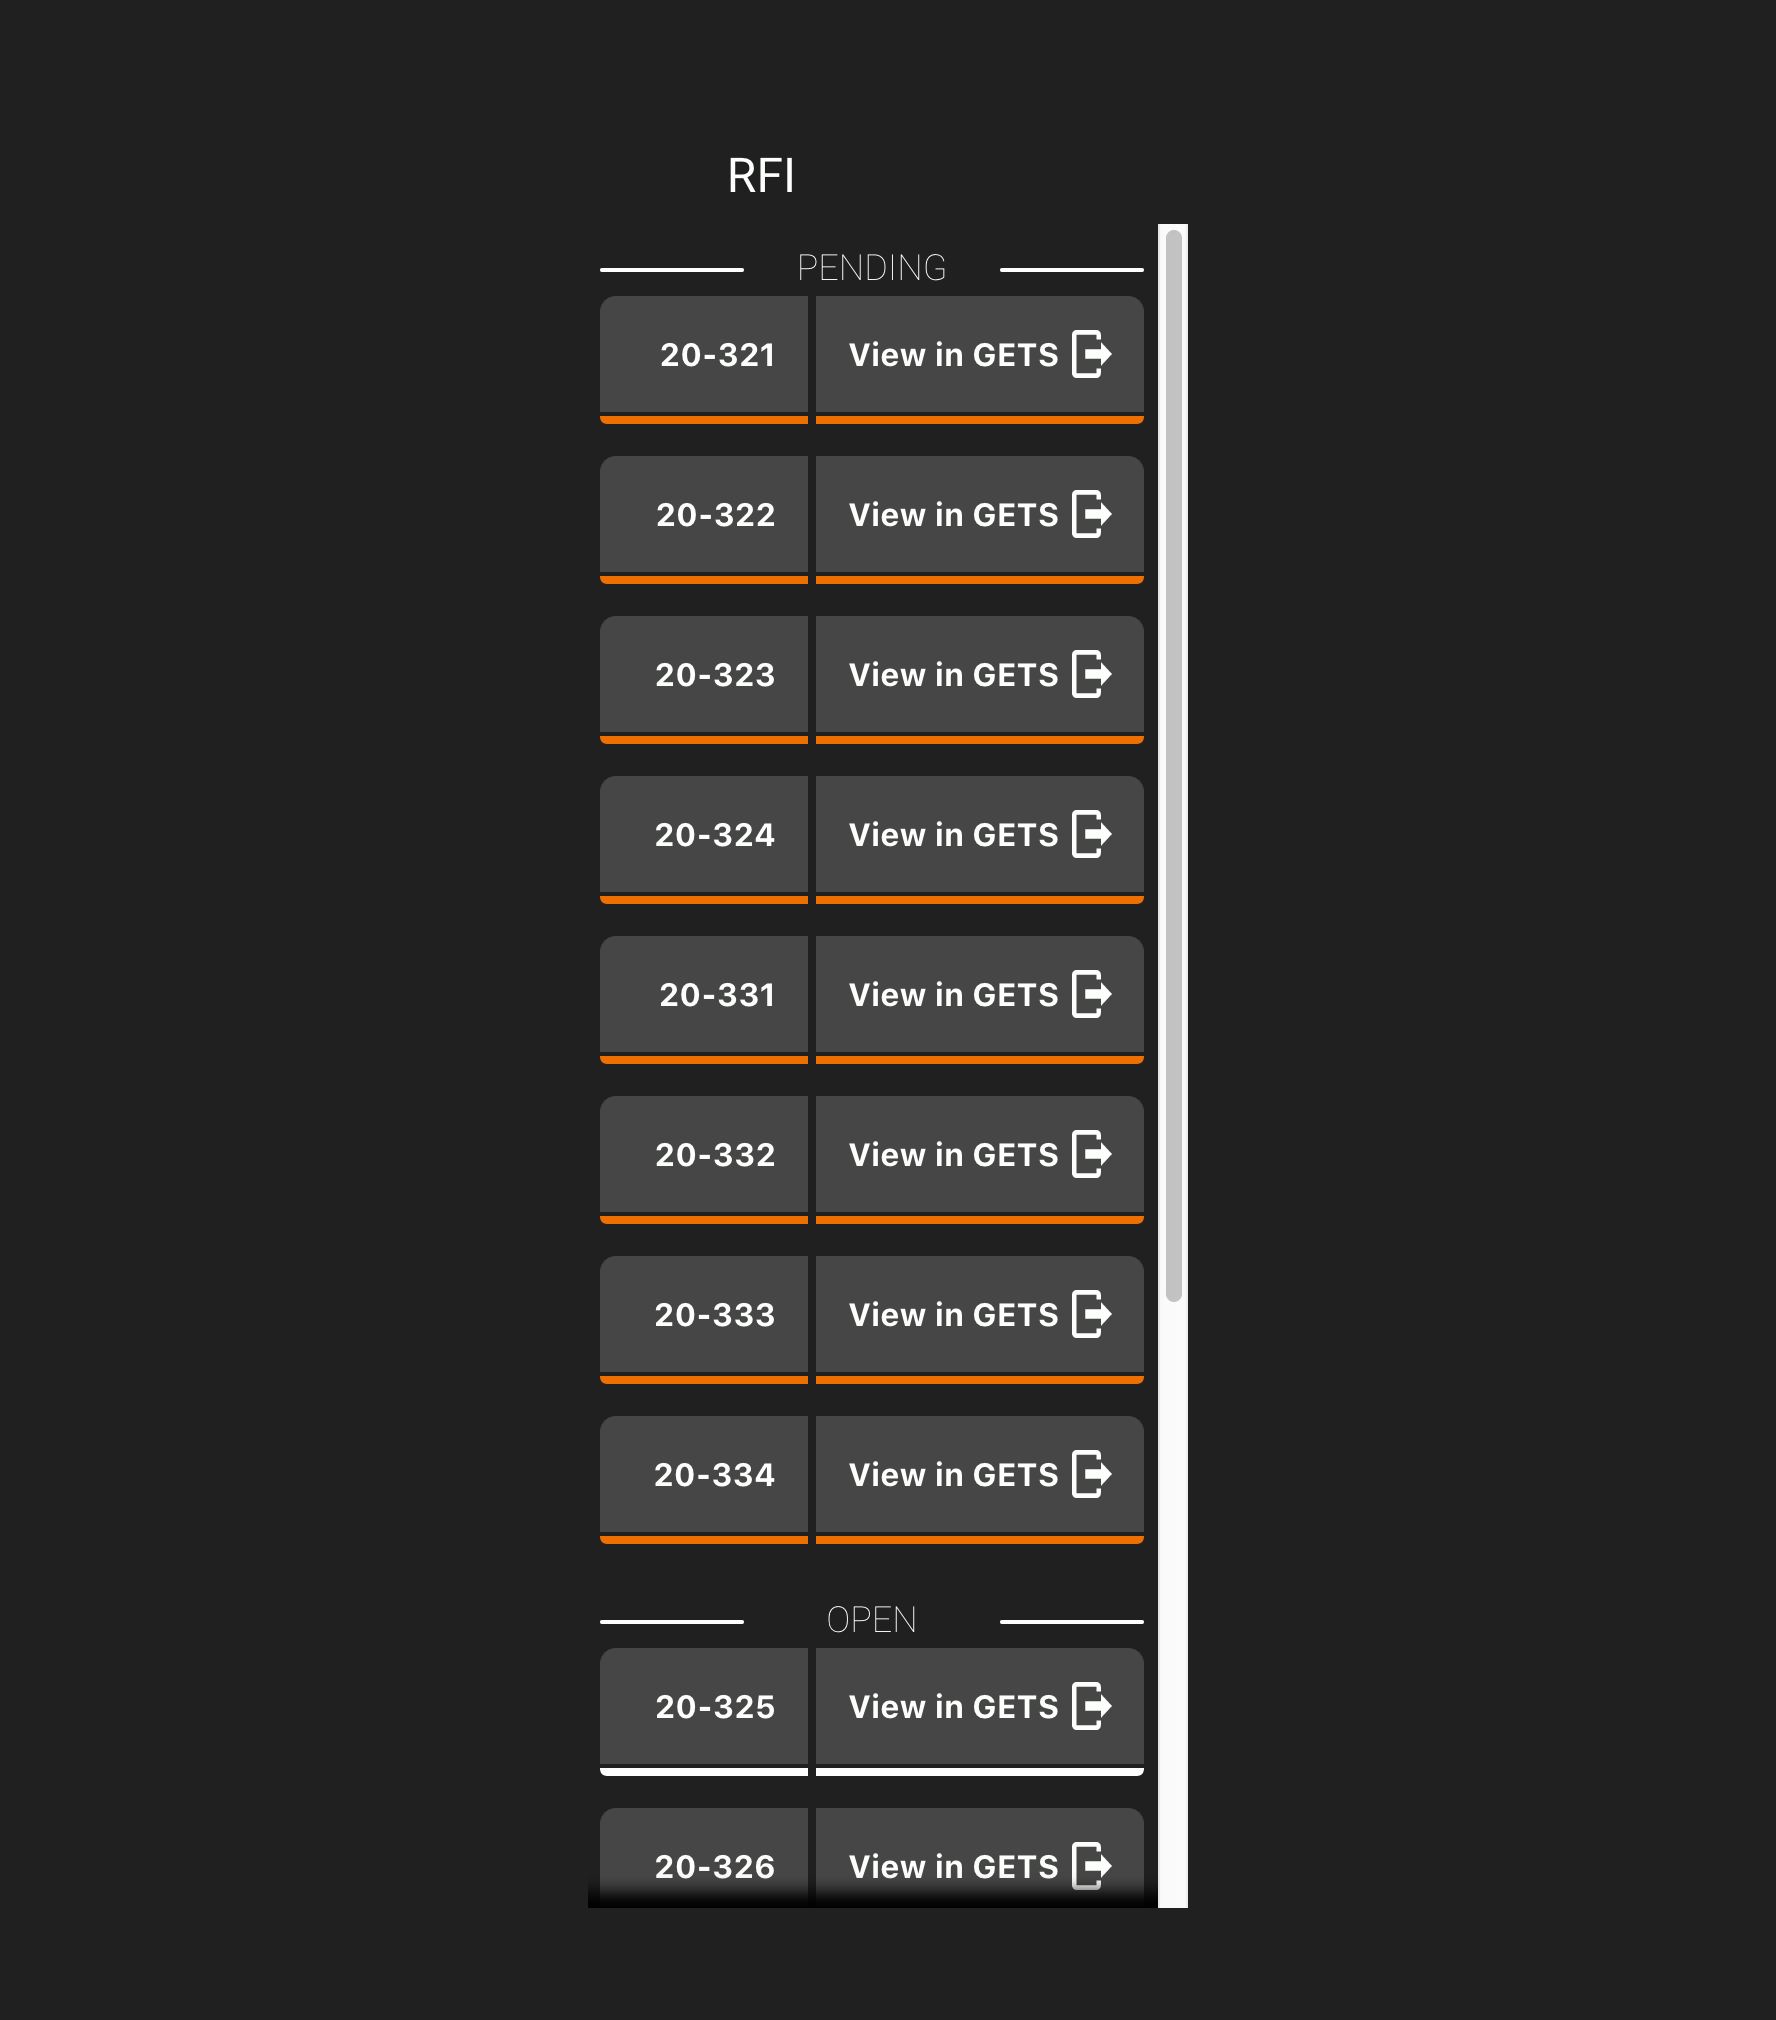 RFI
PENDING
20-321 View in GETS
20-322 View in GETS
20-323 View in GETS
20-324 View in GETS
20-331 View in GETS
20-332 View in GETS
20-333 View in GETS
20-334 View in GETS
OPEN
20-325 View in GETS
20-326 View in GETS